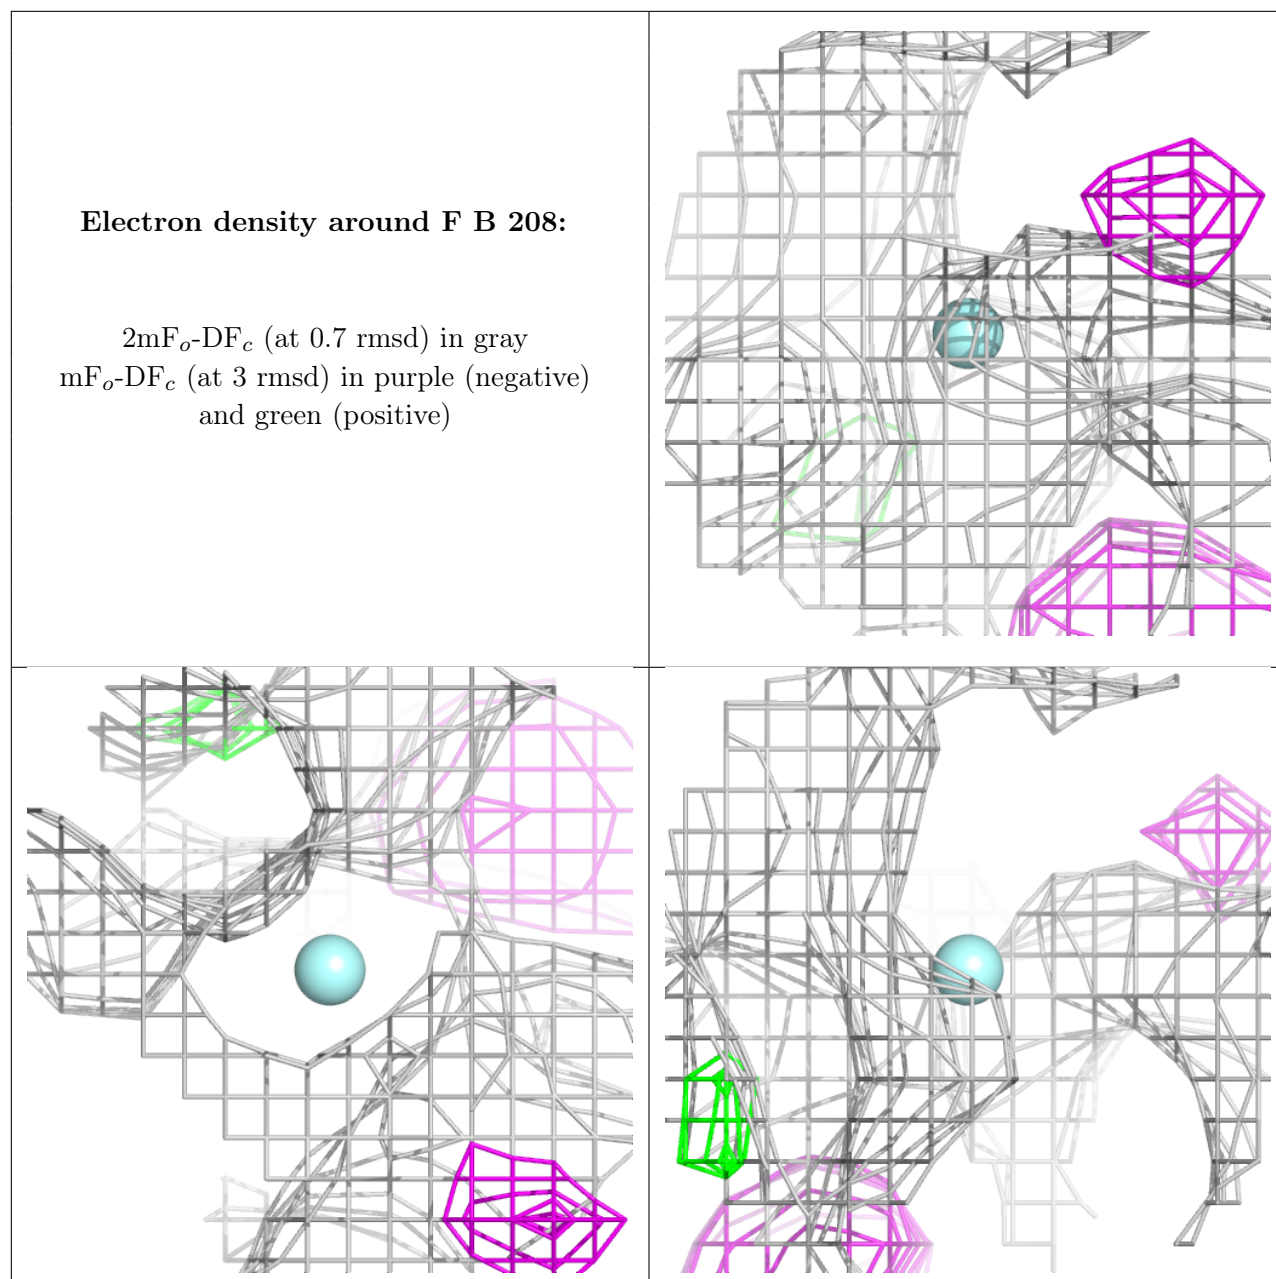 Electron density around F B 208:
2mFo-DFc (at 0.7 rmsd) in gray
mFo-DFc (at 3 rmsd) in purple (negative)
and green (positive)